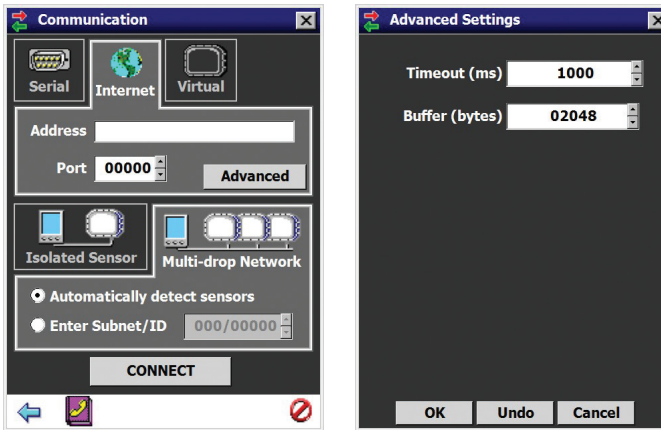 Communication
Serial
Internet
Virtual
Address
Port 00000
Advanced
Isolated Sensor
Multi-drop Network
Automatically detect sensors
Enter Subnet/ID 000/00000
CONNECT
Advanced Settings
Timeout (ms) 1000
Buffer (bytes) 02048
OK Undo Cancel